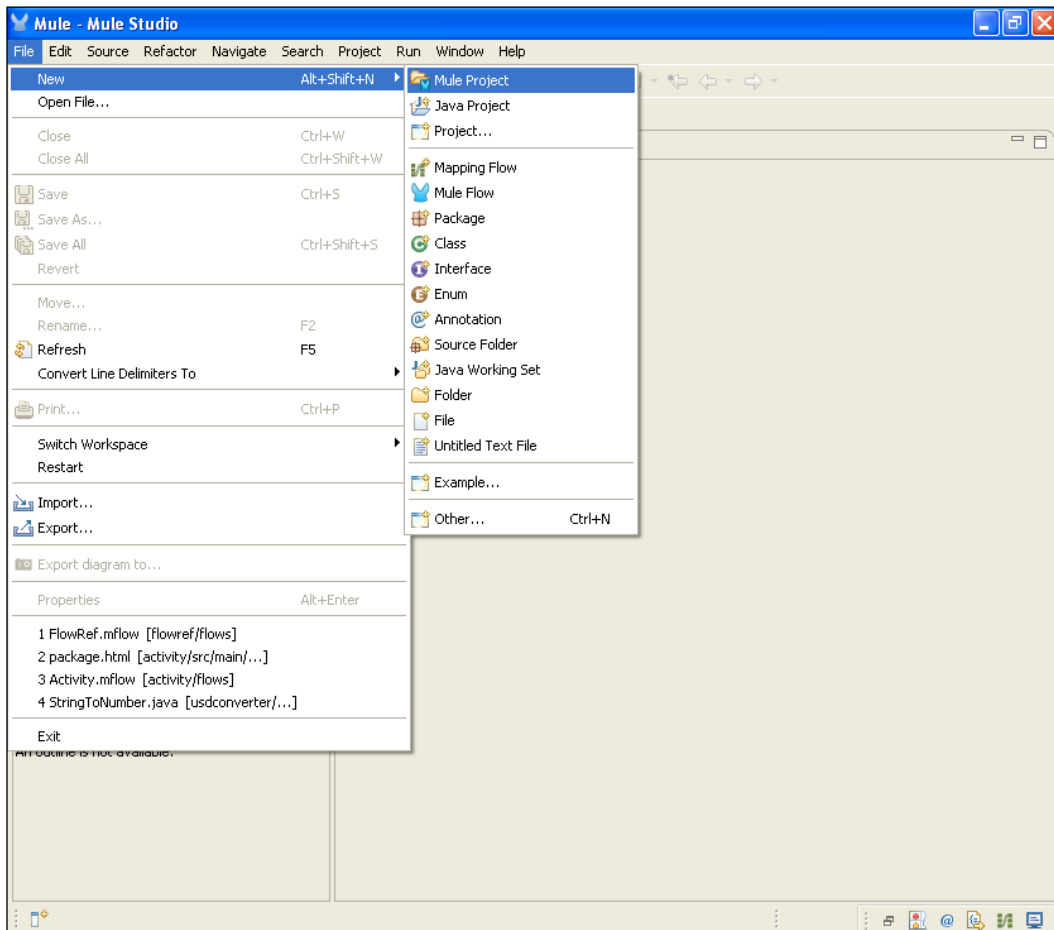 Mule - Mule Studio
File Edit Source Refactor Navigate Search Project Run Window Help
New Alt+Shift+N
Open File...
Close Ctrl+W
Close All Ctrl+Shift+W
Save Ctrl+S
Save As...
Save All Ctrl+Shift+S
Revert
Move...
Rename... F2
Refresh F5
Convert Line Delimiters To
Print... Ctrl+P
Switch Workspace
Restart
Import...
Export...
Export diagram to...
Properties Alt+Enter
1 FlowRef.mflow [flowref/flows]
2 package.html [activity/src/main/...]
3 Activity.mflow [activity/flows]
4 StringToNumber.java [usdconverter/...]
Exit
Mule Project
Java Project
Project...
Mapping Flow
Mule Flow
Package
Class
Interface
Enum
Annotation
Source Folder
Java Working Set
Folder
File
Untitled Text File
Example...
Other... Ctrl+N
An outline is not available.